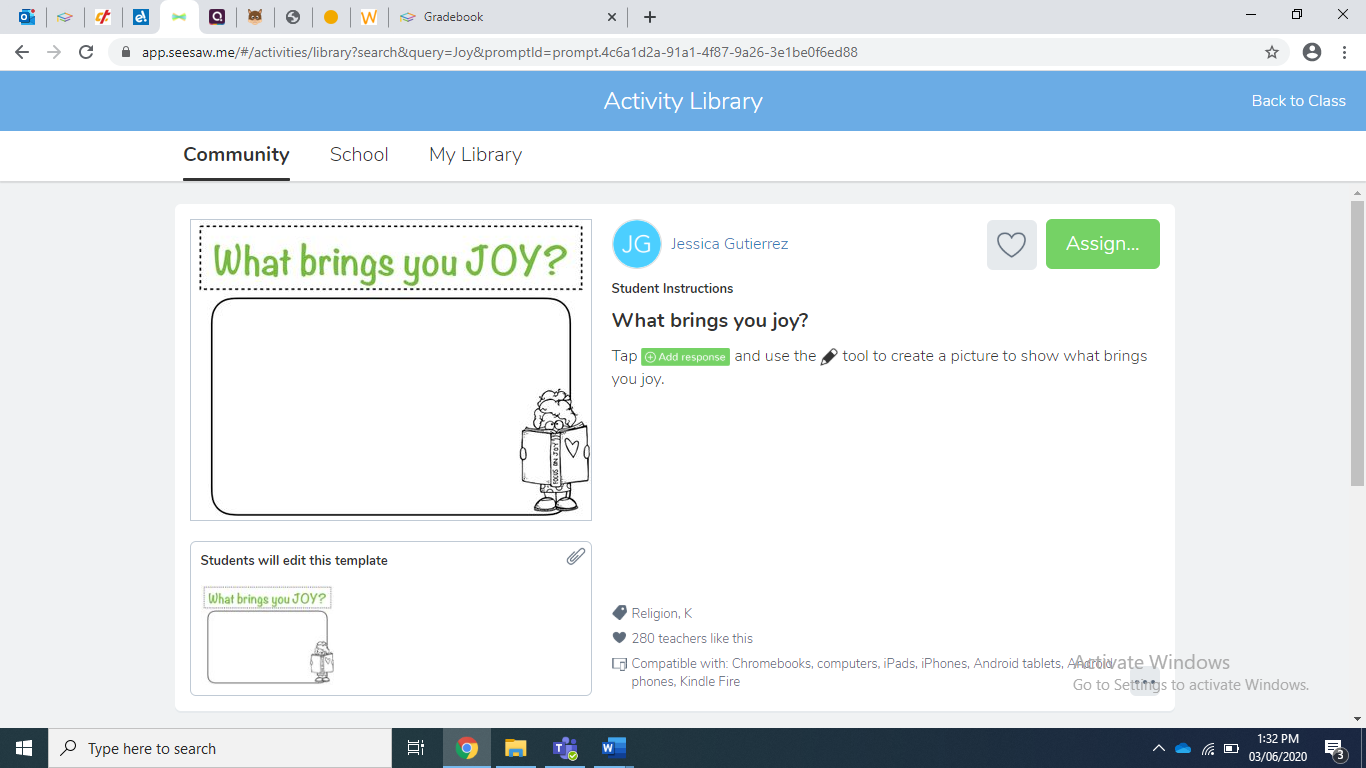 Gradebook
app.seesaw.me/#/activities/library?search&query=Joy&promptId=prompt.4c6a1d2a-91a1-4f87-9a26-3e1be0f6ed88
Activity Library
Back to Class
Community School My Library
What brings you JOY?
FOCUS ON JOY
JG Jessica Gutierrez
Assign...
Student Instructions
What brings you joy?
Tap Add response and use the tool to create a picture to show what brings
you joy.
Students will edit this template
What brings you JOY?
Religion, K
280 teachers like this
Compatible with: Chromebooks, computers, iPads, iPhones, Android tablets, Android
phones, Kindle Fire
Activate Windows
Go to Settings to activate Windows.
Type here to search
1:32 PM
03/06/2020
3